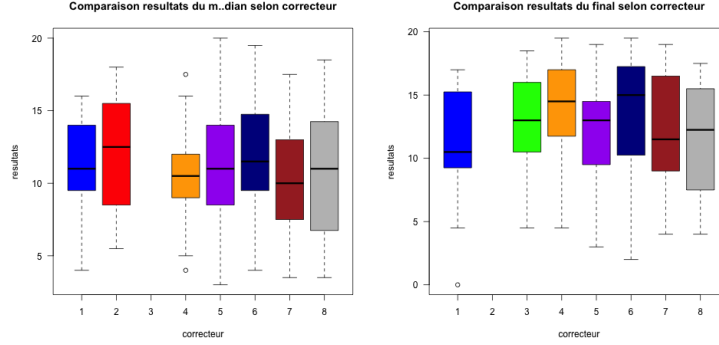 Comparaison resultats du m..dian selon correcteur
resultats
20
15
10
5
1 2 3 4 5 6 7 8
correcteur
Comparaison resultats du final selon correcteur
resultats
20
15
10
5
0
1 2 3 4 5 6 7 8
correcteur